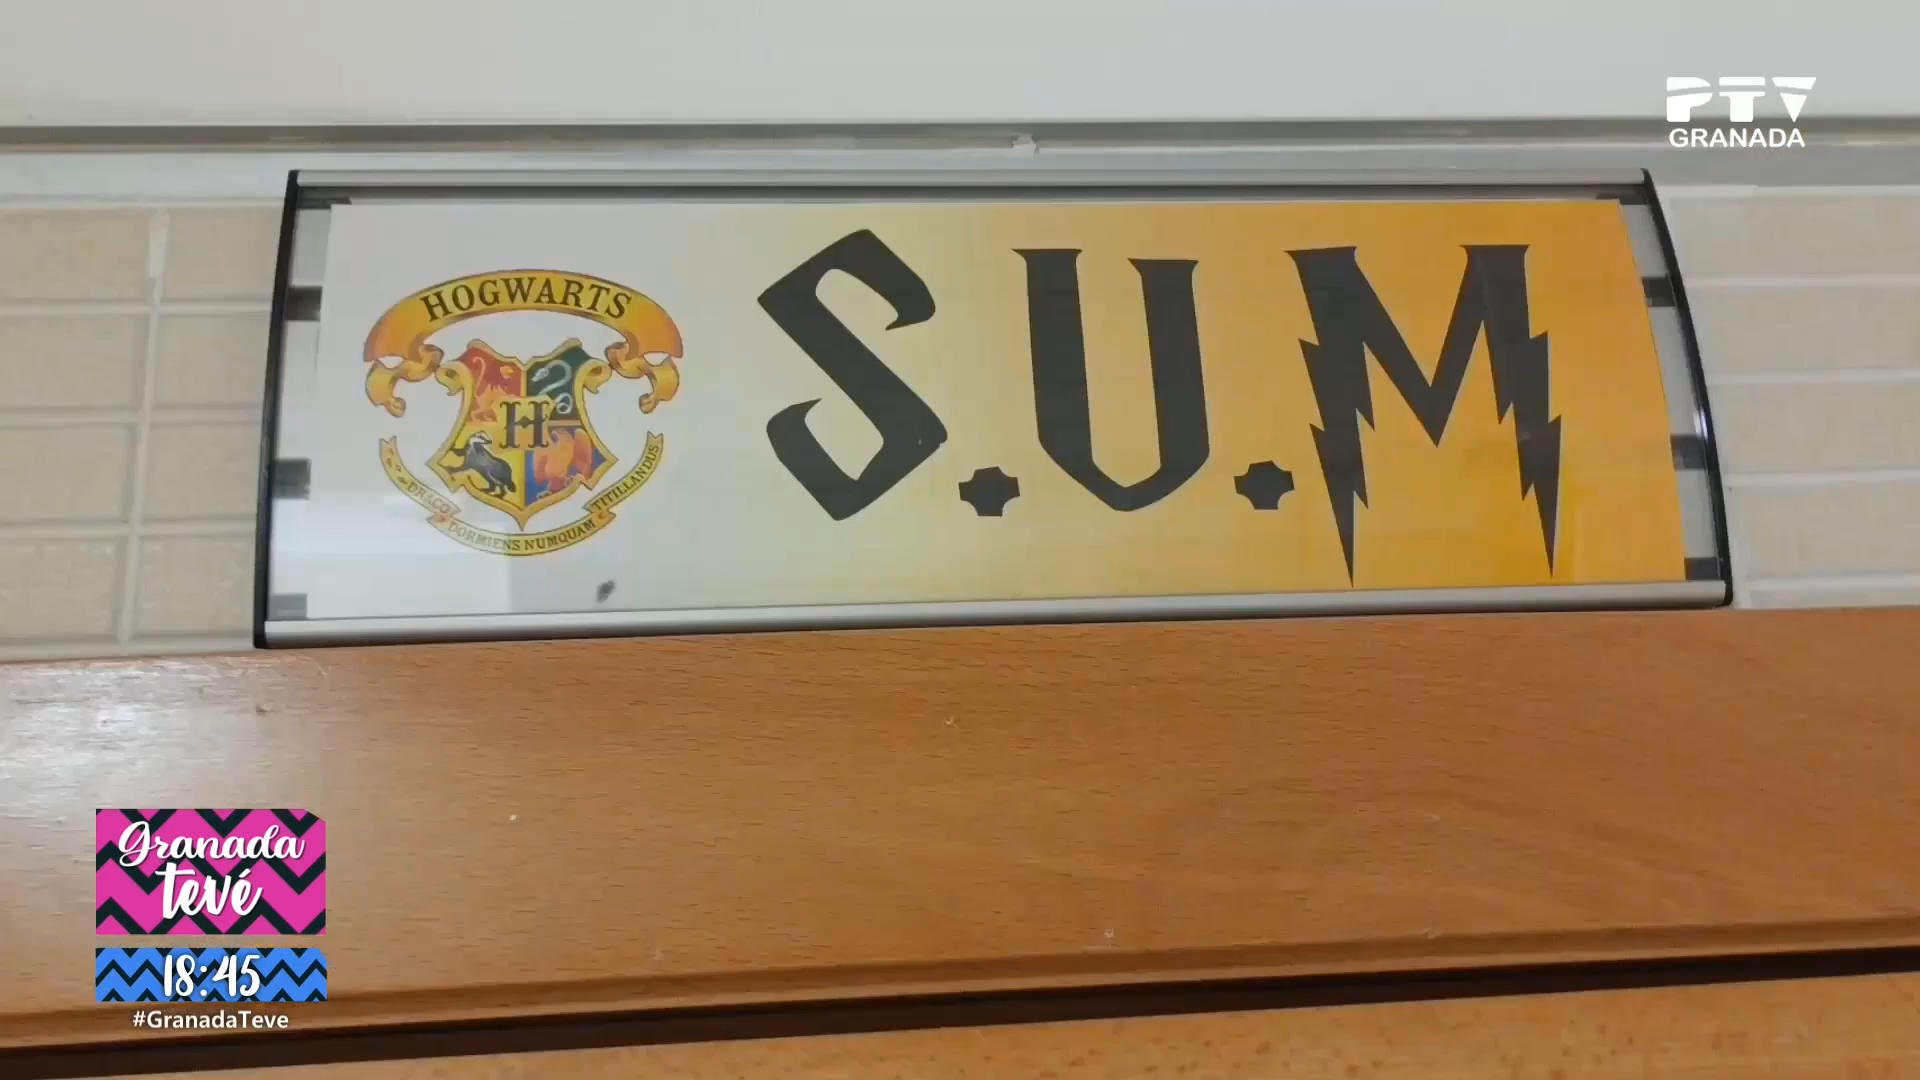 PTV
GRANADA
HOGWARTS
S.U.M
H
DRACO DORMIENS NUMQUAM TITILLANDUS
Granada
tevé
18:45
#GranadaTeve